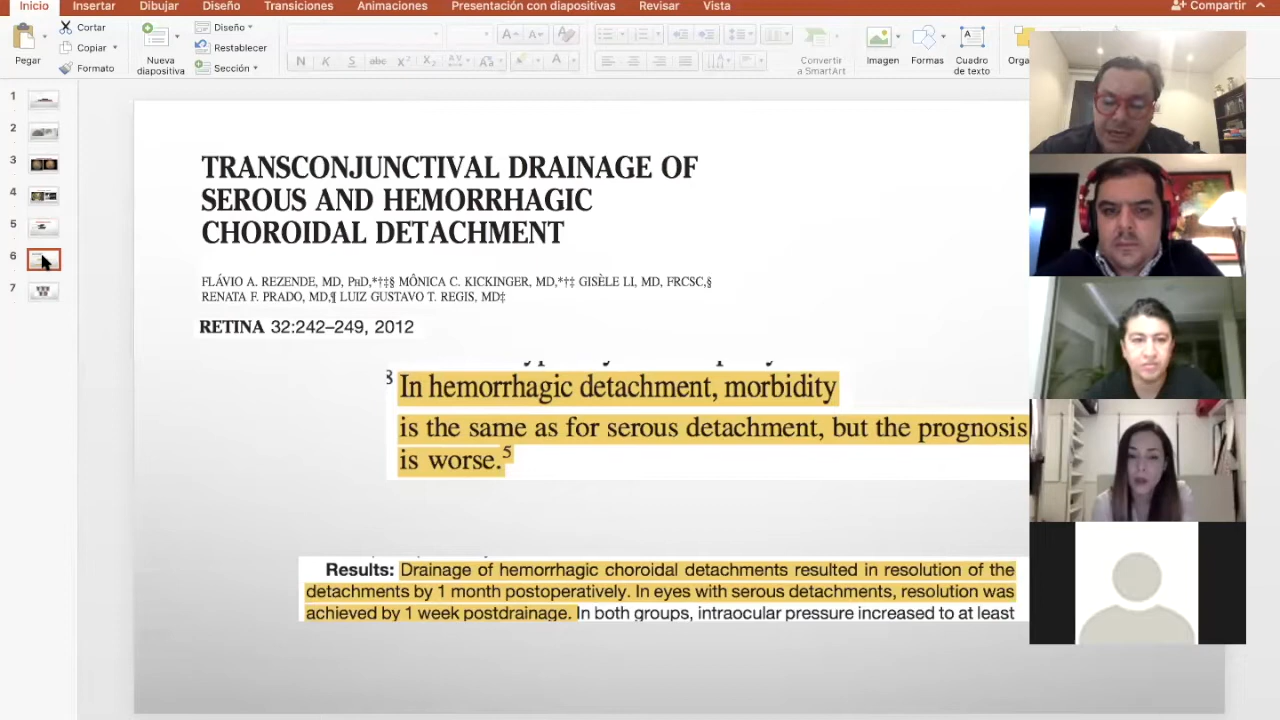 Inicio Insertar Dibujar Diseño Transiciones Animaciones Presentación con diapositivas Revisar Vista Compartir
Pegar
Cortar
Copiar
Formato
Nueva diapositiva
Diseño
Restablecer
Sección
N K S abc X² X₂ AV Aa A
Convertir a SmartArt
Imagen
Formas
Cuadro de texto
1
2
3
4
5
6
7
TRANSCONJUNCTIVAL DRAINAGE OF
SEROUS AND HEMORRHAGIC
CHOROIDAL DETACHMENT
FLÁVIO A. REZENDE, MD, PHD,*†‡§ MÔNICA C. KICKINGER, MD,*†‡ GISÈLE LI, MD, FRCSC,§
RENATA F. PRADO, MD,¶ LUIZ GUSTAVO T. REGIS, MD‡
RETINA 32:242–249, 2012
8 In hemorrhagic detachment, morbidity
is the same as for serous detachment, but the prognosis
is worse.5
Results: Drainage of hemorrhagic choroidal detachments resulted in resolution of the
detachments by 1 month postoperatively. In eyes with serous detachments, resolution was
achieved by 1 week postdrainage. In both groups, intraocular pressure increased to at least